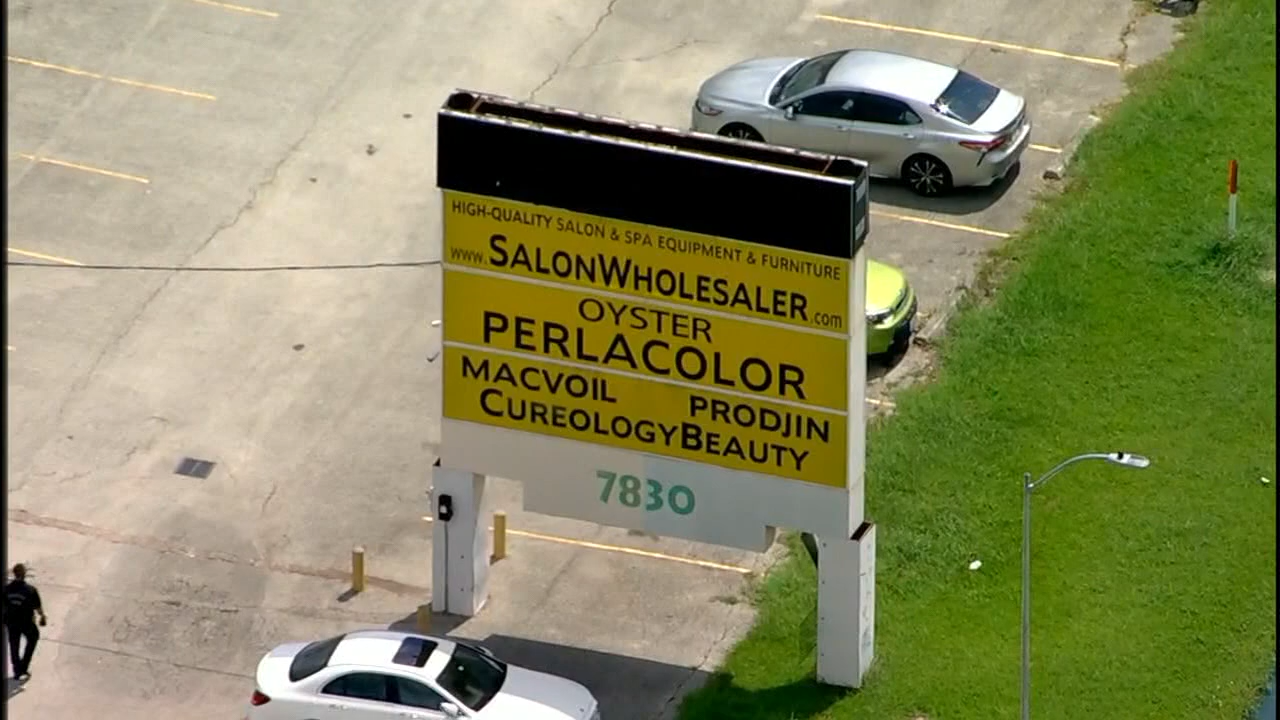 HIGH-QUALITY SALON & SPA EQUIPMENT & FURNITURE
www.SALONWHOLESALER.com
OYSTER
PERLACOLOR
MACVOIL PRODJIN
CUREOLOGYBEAUTY
7830